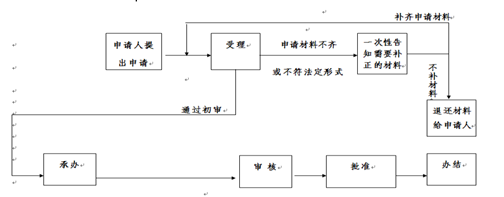 补齐申请材料
申请人提
出申请
受理
申请材料不齐
或不符法定形式
一次性告
知需要补
正的材料
不补材料
退还材料
给申请人
通过初审
承办
审核
批准
办结